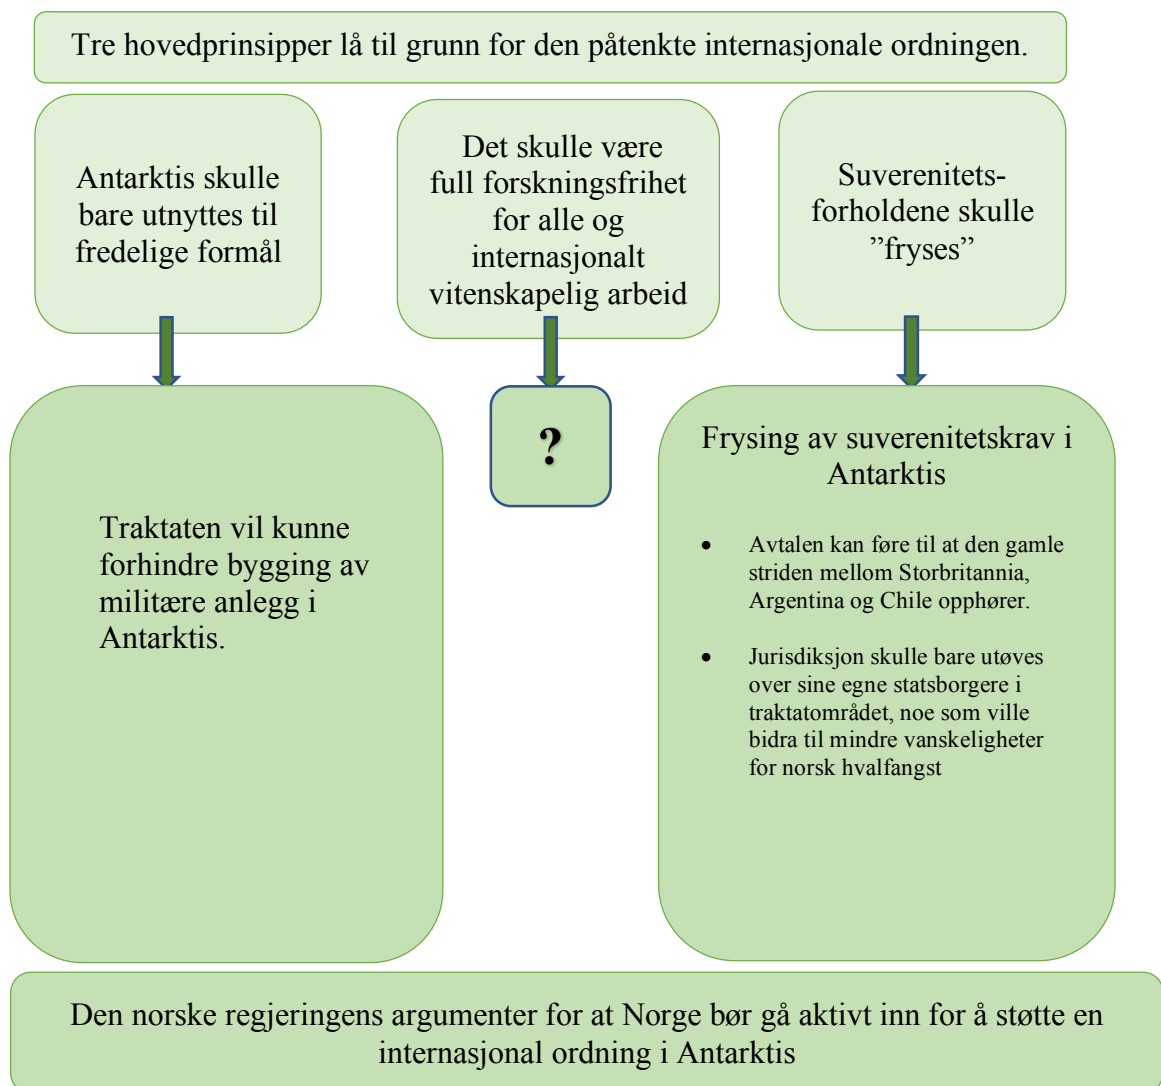 Tre hovedprinsipper lå til grunn for den påtenkte internasjonale ordningen.
Antarktis skulle
bare utnyttes til
fredelige formål
Det skulle være
full forskningsfrihet
for alle og
internasjonalt
vitenskapelig arbeid
Suverenitets-
forholdene skulle
”fryses”
Traktaten vil kunne
forhindre bygging av
militære anlegg i
Antarktis.
?
Frysing av suverenitetskrav i
Antarktis
• Avtalen kan føre til at den gamle
striden mellom Storbritannia,
Argentina og Chile opphører.
• Jurisdiksjon skulle bare utøves
over sine egne statsborgere i
traktatområdet, noe som ville
bidra til mindre vanskeligheter
for norsk hvalfangst
Den norske regjeringens argumenter for at Norge bør gå aktivt inn for å støtte en
internasjonal ordning i Antarktis